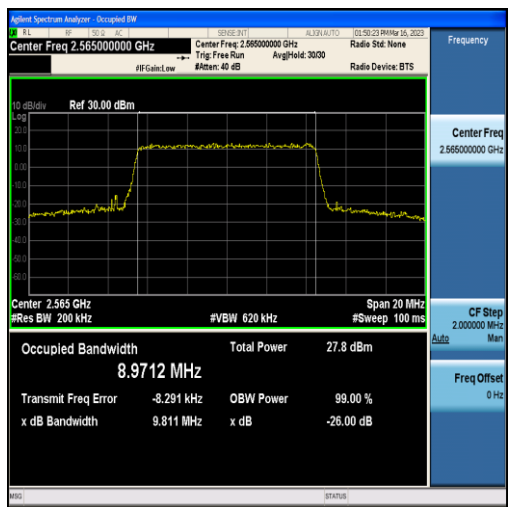 Agilent Spectrum Analyzer - Occupied BW
RL RF 50 Ω AC SENSE:INT ALIGN AUTO 01:50:23 PM Mar 16, 2023
Center Freq 2.565000000 GHz
Center Freq: 2.565000000 GHz
Radio Std: None
Trig: Free Run Avg|Hold: 30/30
#IFGain:Low #Atten: 40 dB Radio Device: BTS
Frequency
10 dB/div Ref 30.00 dBm
Log
20.0
10.0
0.00
-10.0
-20.0
-30.0
-40.0
-50.0
-60.0
Center Freq
2.565000000 GHz
Center 2.565 GHz Span 20 MHz
#Res BW 200 kHz #VBW 620 kHz #Sweep 100 ms
CF Step
2.000000 MHz
Auto Man
Occupied Bandwidth Total Power 27.8 dBm
8.9712 MHz
Transmit Freq Error -8.291 kHz OBW Power 99.00 %
x dB Bandwidth 9.811 MHz x dB -26.00 dB
Freq Offset
0 Hz
MSG STATUS